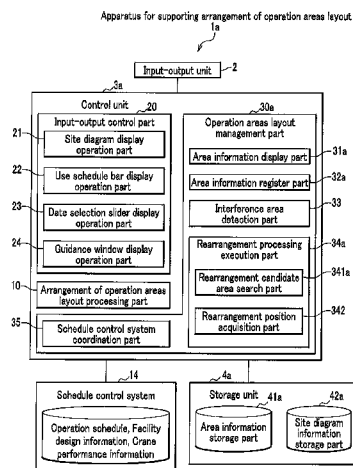 Apparatus for supporting arrangement of operation areas layout
1a
Input-output unit
2
3a
Control unit
20
30a
Input-output control part
21
Site diagram display
operation part
22
Use schedule bar display
operation part
23
Date selection slider display
operation part
24
Guidance window display
operation part
10
Arrangement of operation areas
layout processing part
35
Schedule control system
coordination part
Operation areas layout
management part
31a
Area information display part
32a
Area information register part
33
Interference area
detection part
34a
Rearrangement processing
execution part
341a
Rearrangement candidate
area search part
342
Rearrangement position
acquisition part
14
Schedule control system
Operation schedule, Facility
design information, Crane
performance information
4a
Storage unit
41a
Area information
storage part
42a
Site diagram
information
storage part